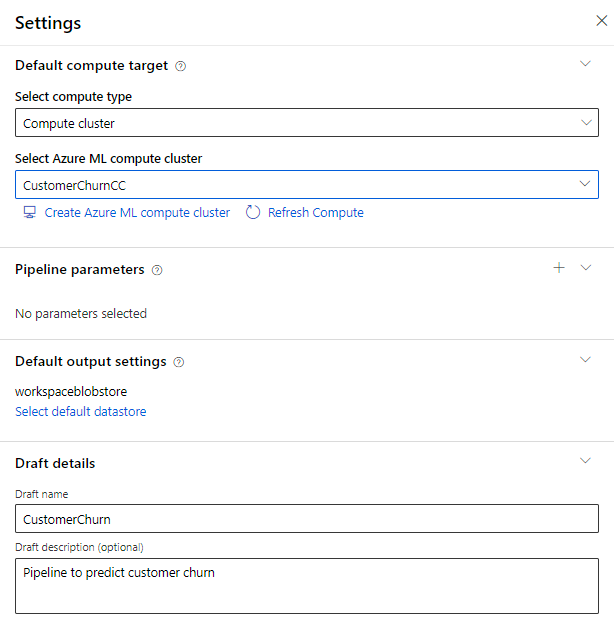 Settings
Default compute target
Select compute type
Compute cluster
Select Azure ML compute cluster
CustomerChurnCC
Create Azure ML compute cluster Refresh Compute
Pipeline parameters
No parameters selected
Default output settings
workspaceblobstore
Select default datastore
Draft details
Draft name
CustomerChurn
Draft description (optional)
Pipeline to predict customer churn